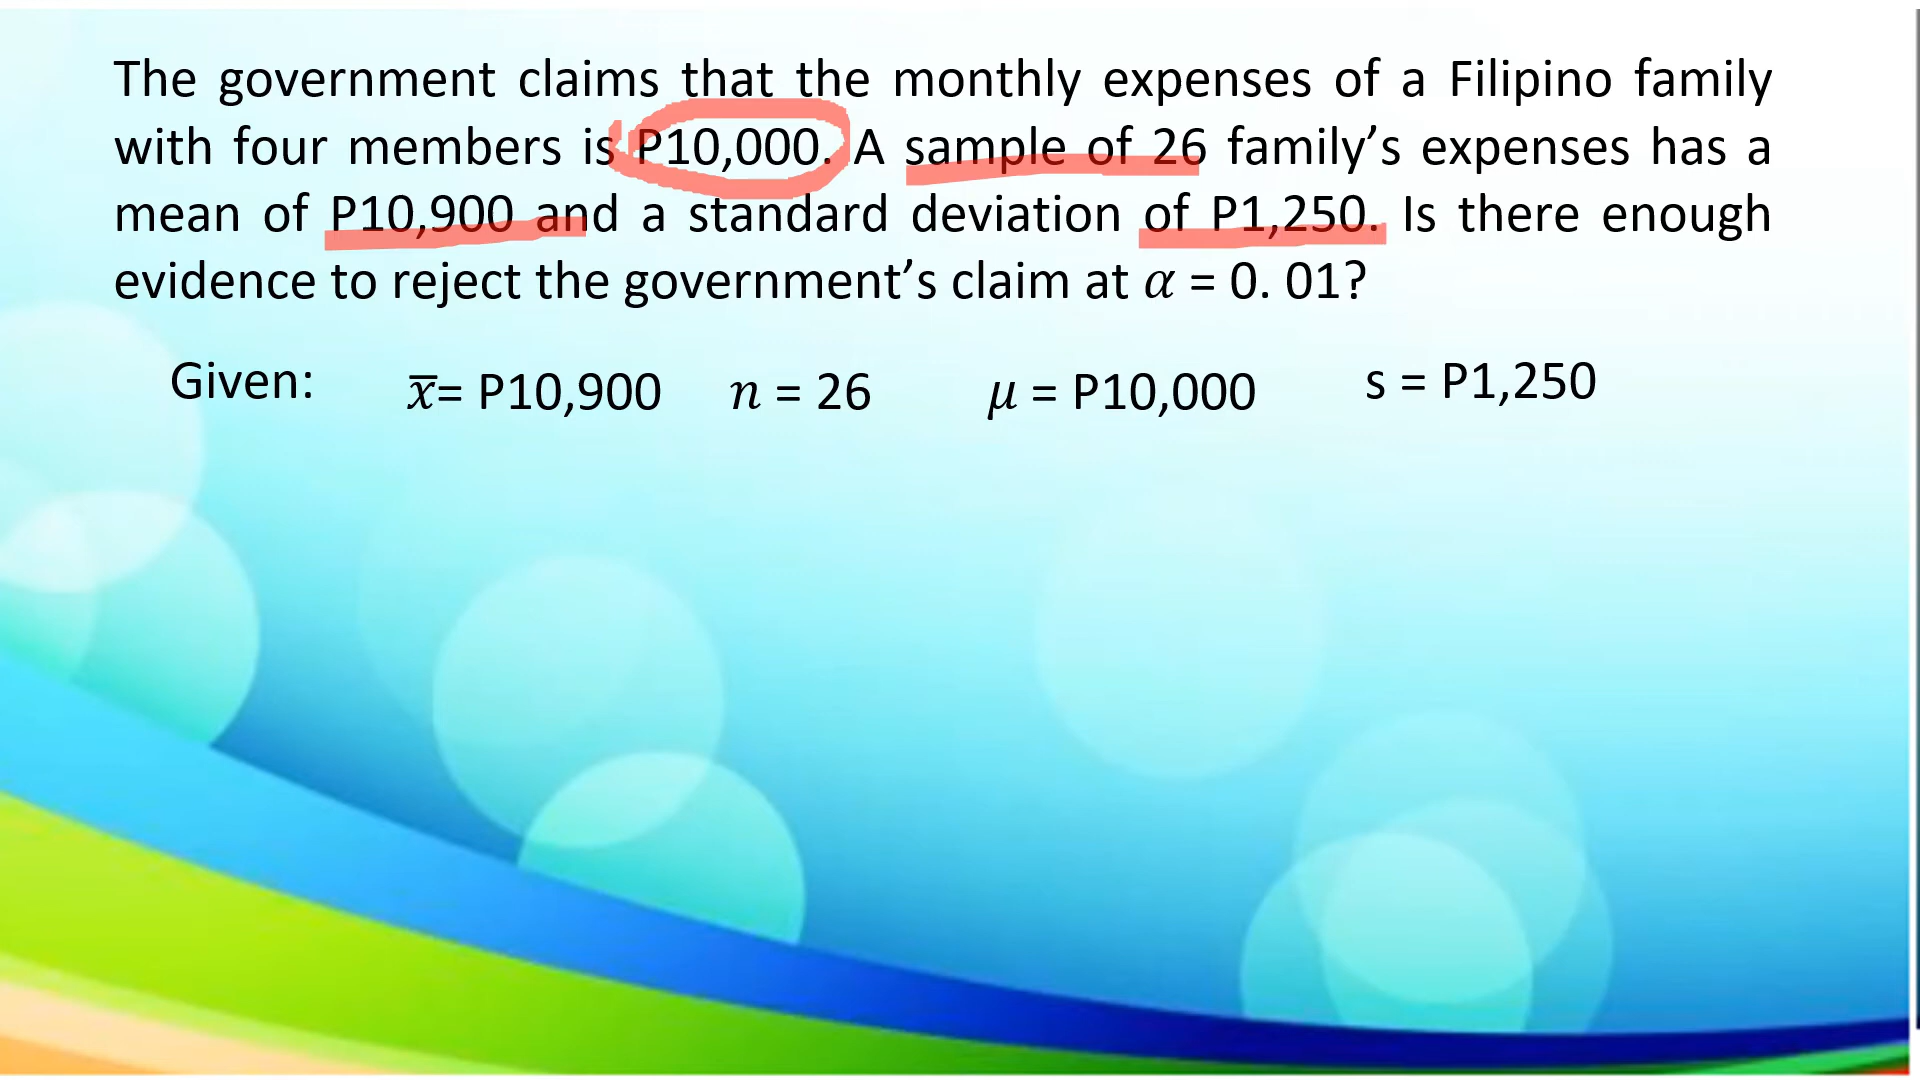 The government claims that the monthly expenses of a Filipino family
with four members is P10,000. A sample of 26 family’s expenses has a
mean of P10,900 and a standard deviation of P1,250. Is there enough
evidence to reject the government’s claim at α = 0. 01?
Given: x̅= P10,900 n = 26 μ = P10,000 s = P1,250